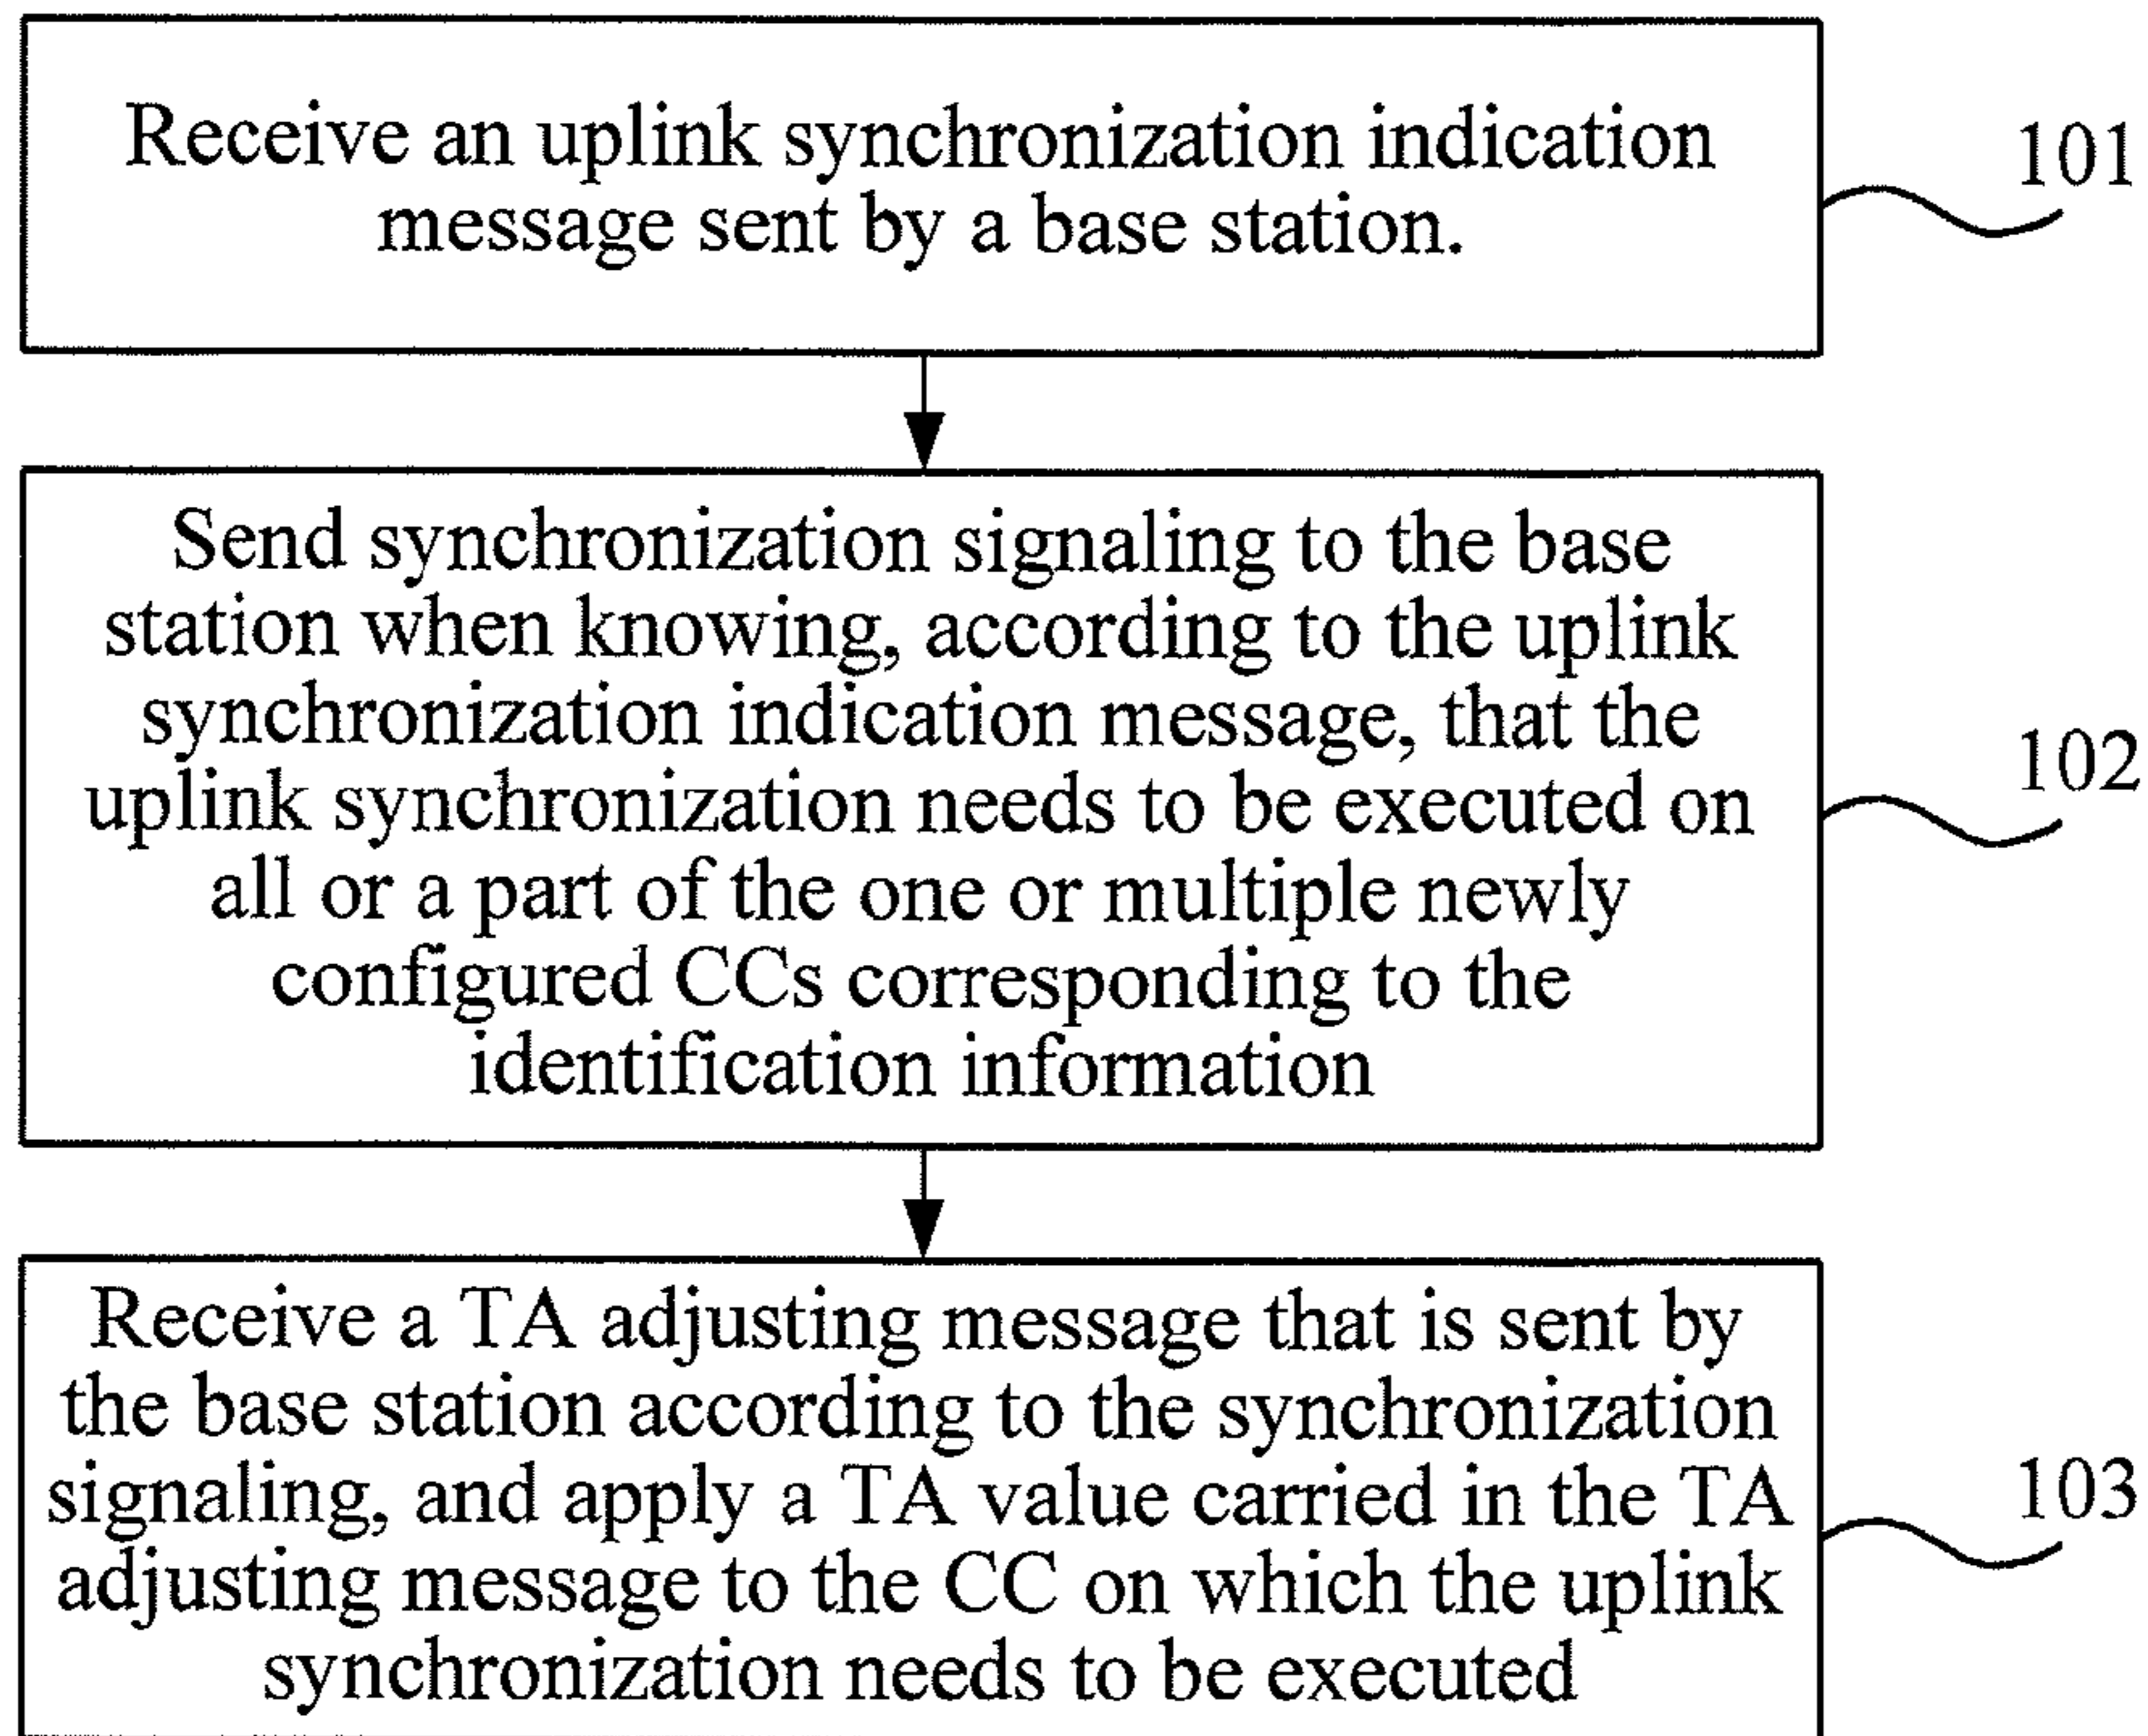 Receive an uplink synchronization indication
message sent by a base station.
101
Send synchronization signaling to the base
station when knowing, according to the uplink
synchronization indication message, that the
uplink synchronization needs to be executed on
all or a part of the one or multiple newly
configured CCs corresponding to the
identification information
102
Receive a TA adjusting message that is sent by
the base station according to the synchronization
signaling, and apply a TA value carried in the TA
adjusting message to the CC on which the uplink
synchronization needs to be executed
103